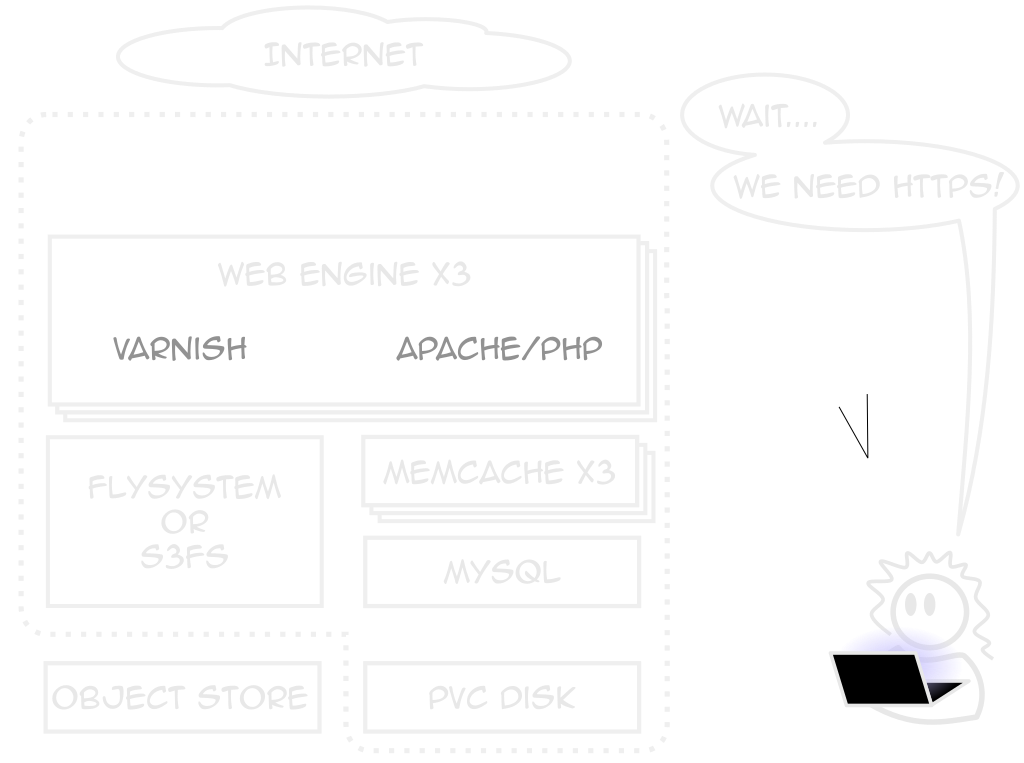 INTERNET
WAIT....
WE NEED HTTPS!
WEB ENGINE X3
VARNISH
APACHE/PHP
FLYSYSTEM
OR
S3FS
MEMCACHE X3
MYSQL
OBJECT STORE
PVC DISK